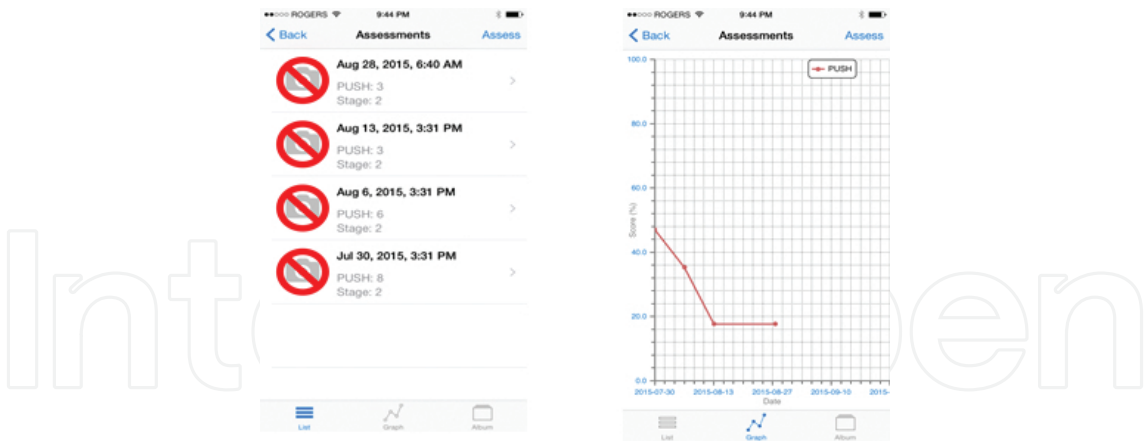 ROGERS 9:44 PM
Back Assessments Assess
Aug 28, 2015, 6:40 AM
PUSH: 3
Stage: 2
Aug 13, 2015, 3:31 PM
PUSH: 3
Stage: 2
Aug 6, 2015, 3:31 PM
PUSH: 6
Stage: 2
Jul 30, 2015, 3:31 PM
PUSH: 8
Stage: 2
List Graph Album
ROGERS 9:44 PM
Back Assessments Assess
100.0
PUSH
80.0
60.0
Score (%)
40.0
20.0
0.0
2015-07-30 2015-08-13 2015-08-27 2015-09-10 2015-
Date
List Graph Album
Int en